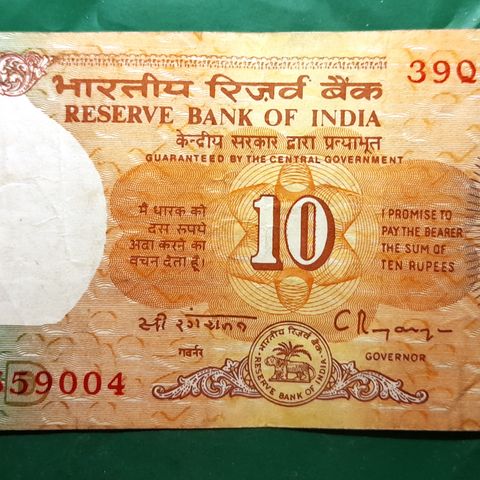 भारतीय रिज़र्व बैंक
39Q
RESERVE BANK OF INDIA
केन्द्रीय सरकार द्वारा प्रत्याभूत
GUARANTEED BY THE CENTRAL GOVERNMENT
मैं धारक को
दस रुपये
अदा करने का
वचन देता हूँ।
10
I PROMISE TO
PAY THE BEARER
THE SUM OF
TEN RUPEES
गवर्नर
GOVERNOR
भारतीय रिज़र्व बैंक
RESERVE BANK OF INDIA
59004